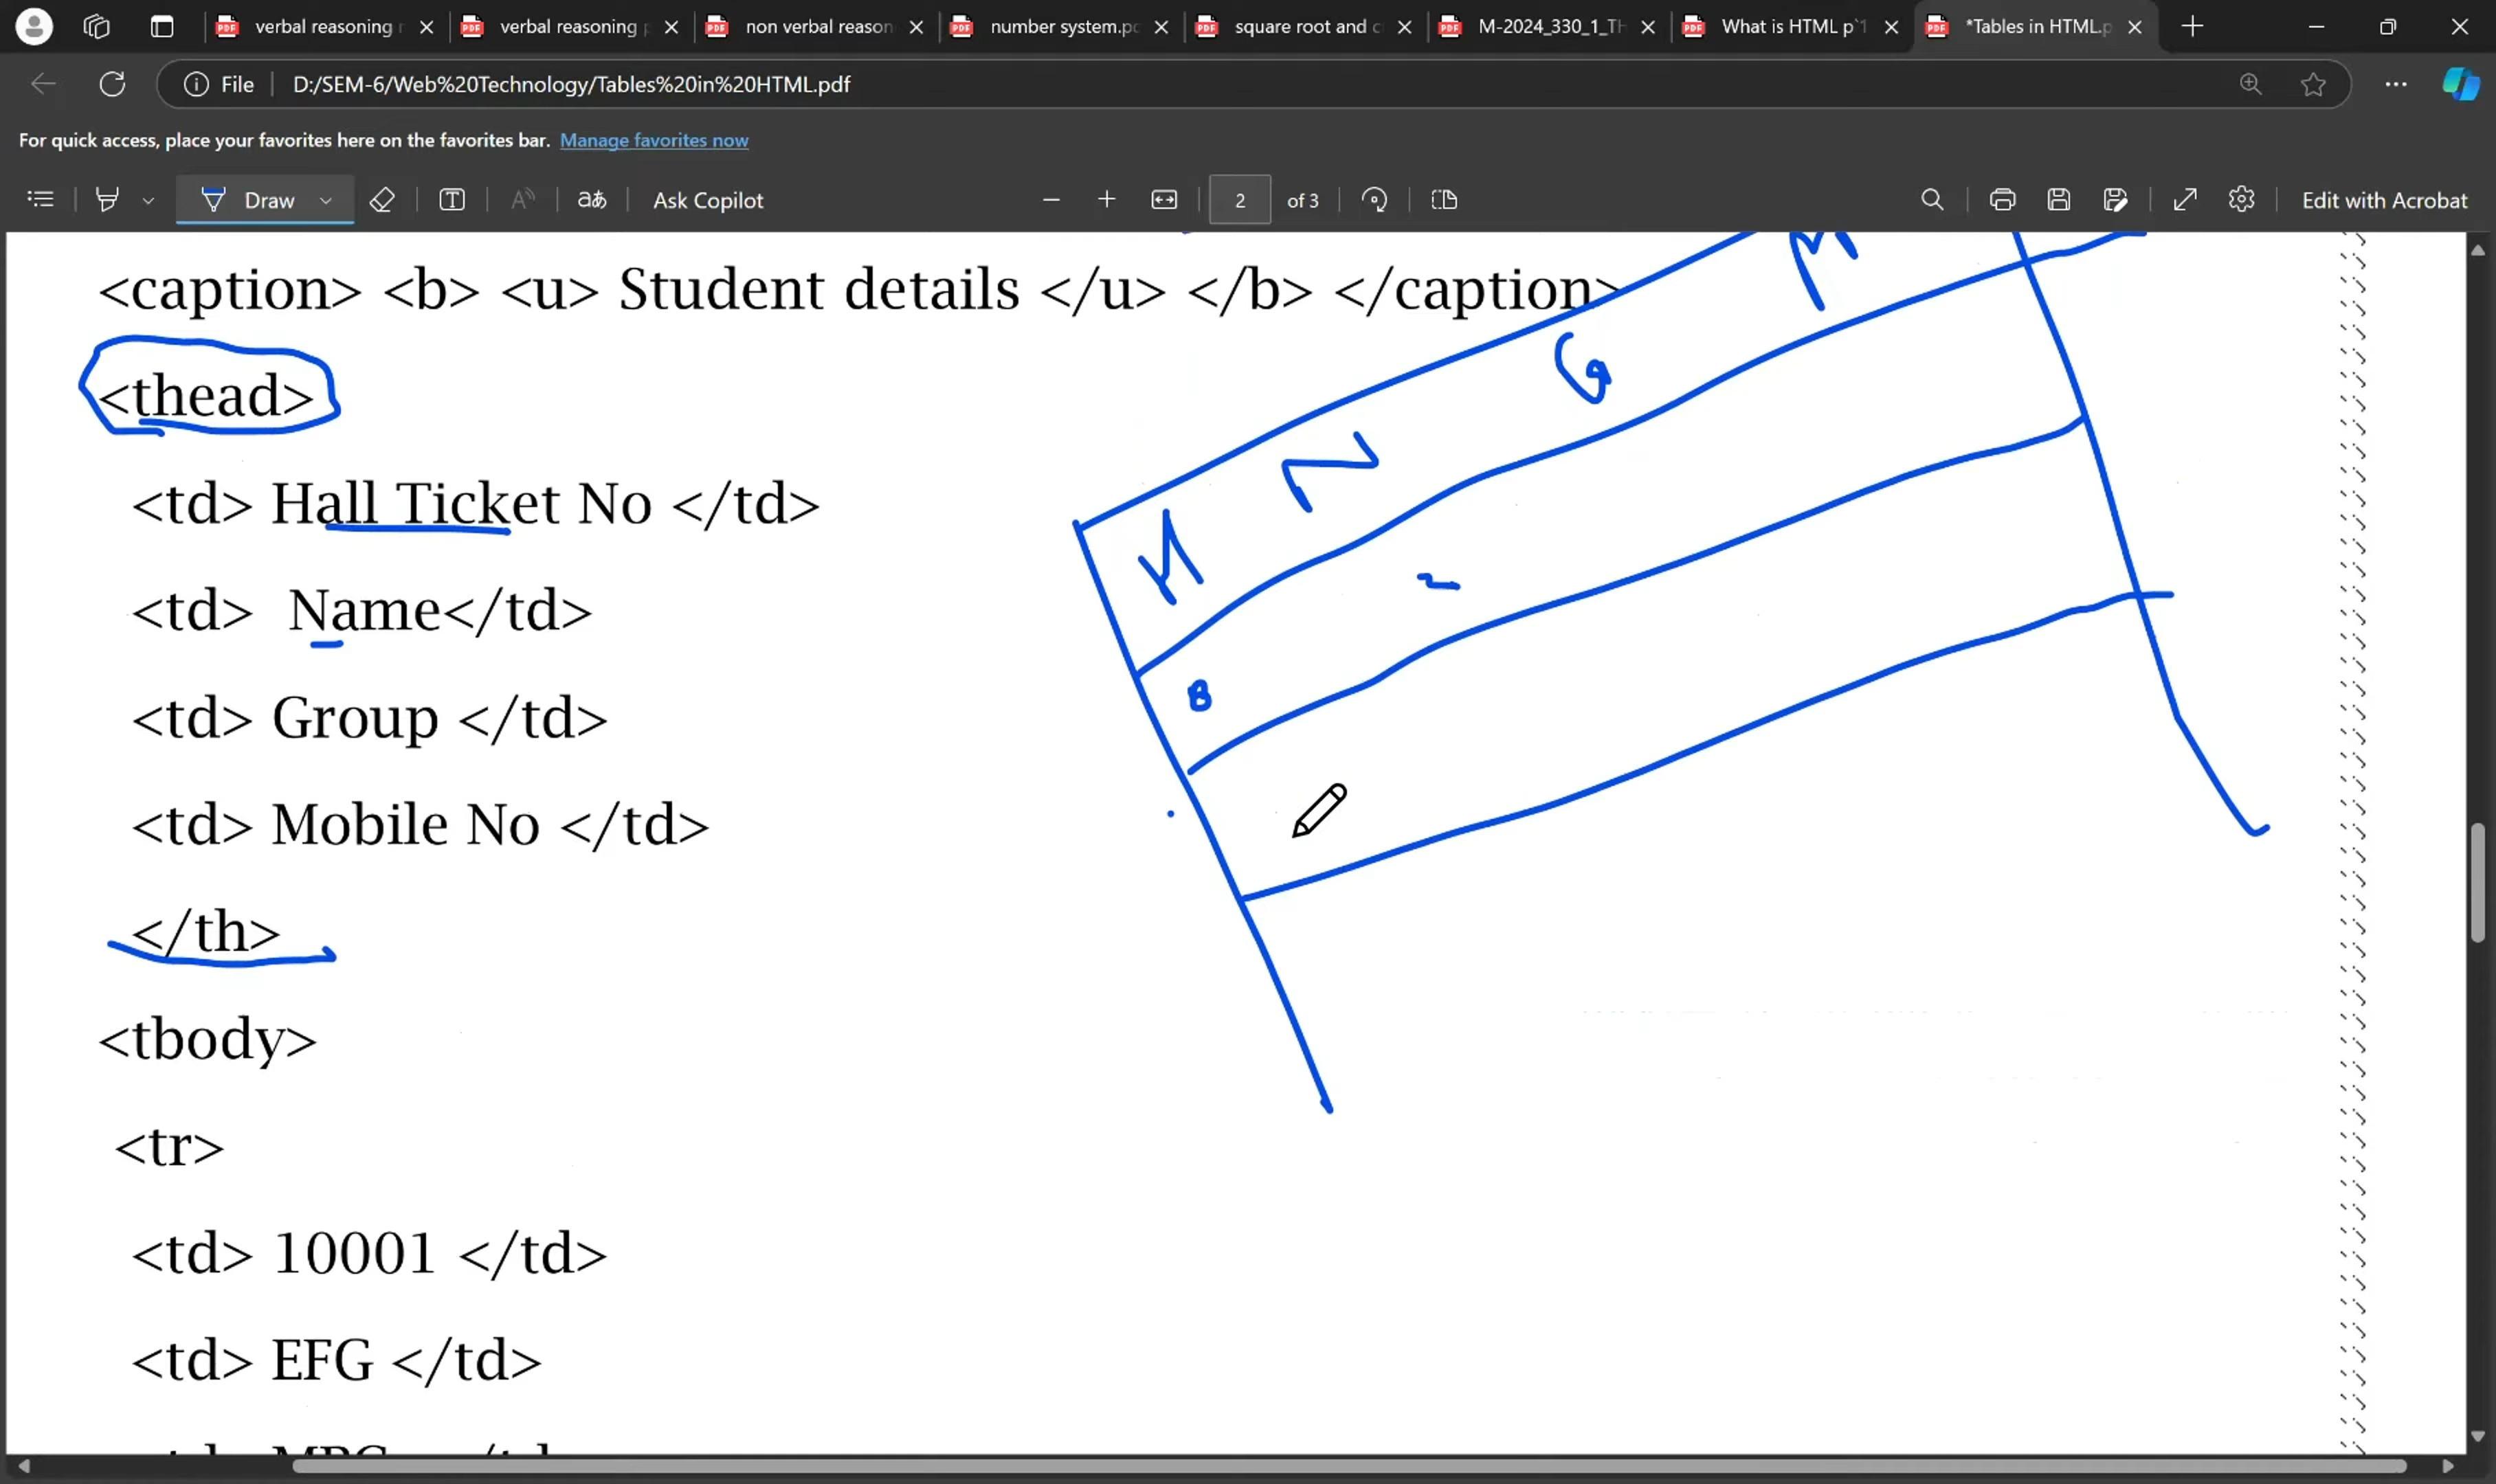 verbal reasoning
verbal reasoning
non verbal reason
number system.pc
square root and c
M-2024_330_1_TH
What is HTML p`1
*Tables in HTML.p
File
D:/SEM-6/Web%20Technology/Tables%20in%20HTML.pdf
For quick access, place your favorites here on the favorites bar. Manage favorites now
Draw
aあ
Ask Copilot
2 of 3
Edit with Acrobat
<caption> <b> <u> Student details </u> </b> </caption>
<thead>
<td> Hall Ticket No </td>
<td> Name</td>
<td> Group </td>
<td> Mobile No </td>
</th>
<tbody>
<tr>
<td> 10001 </td>
<td> EFG </td>
H N G M